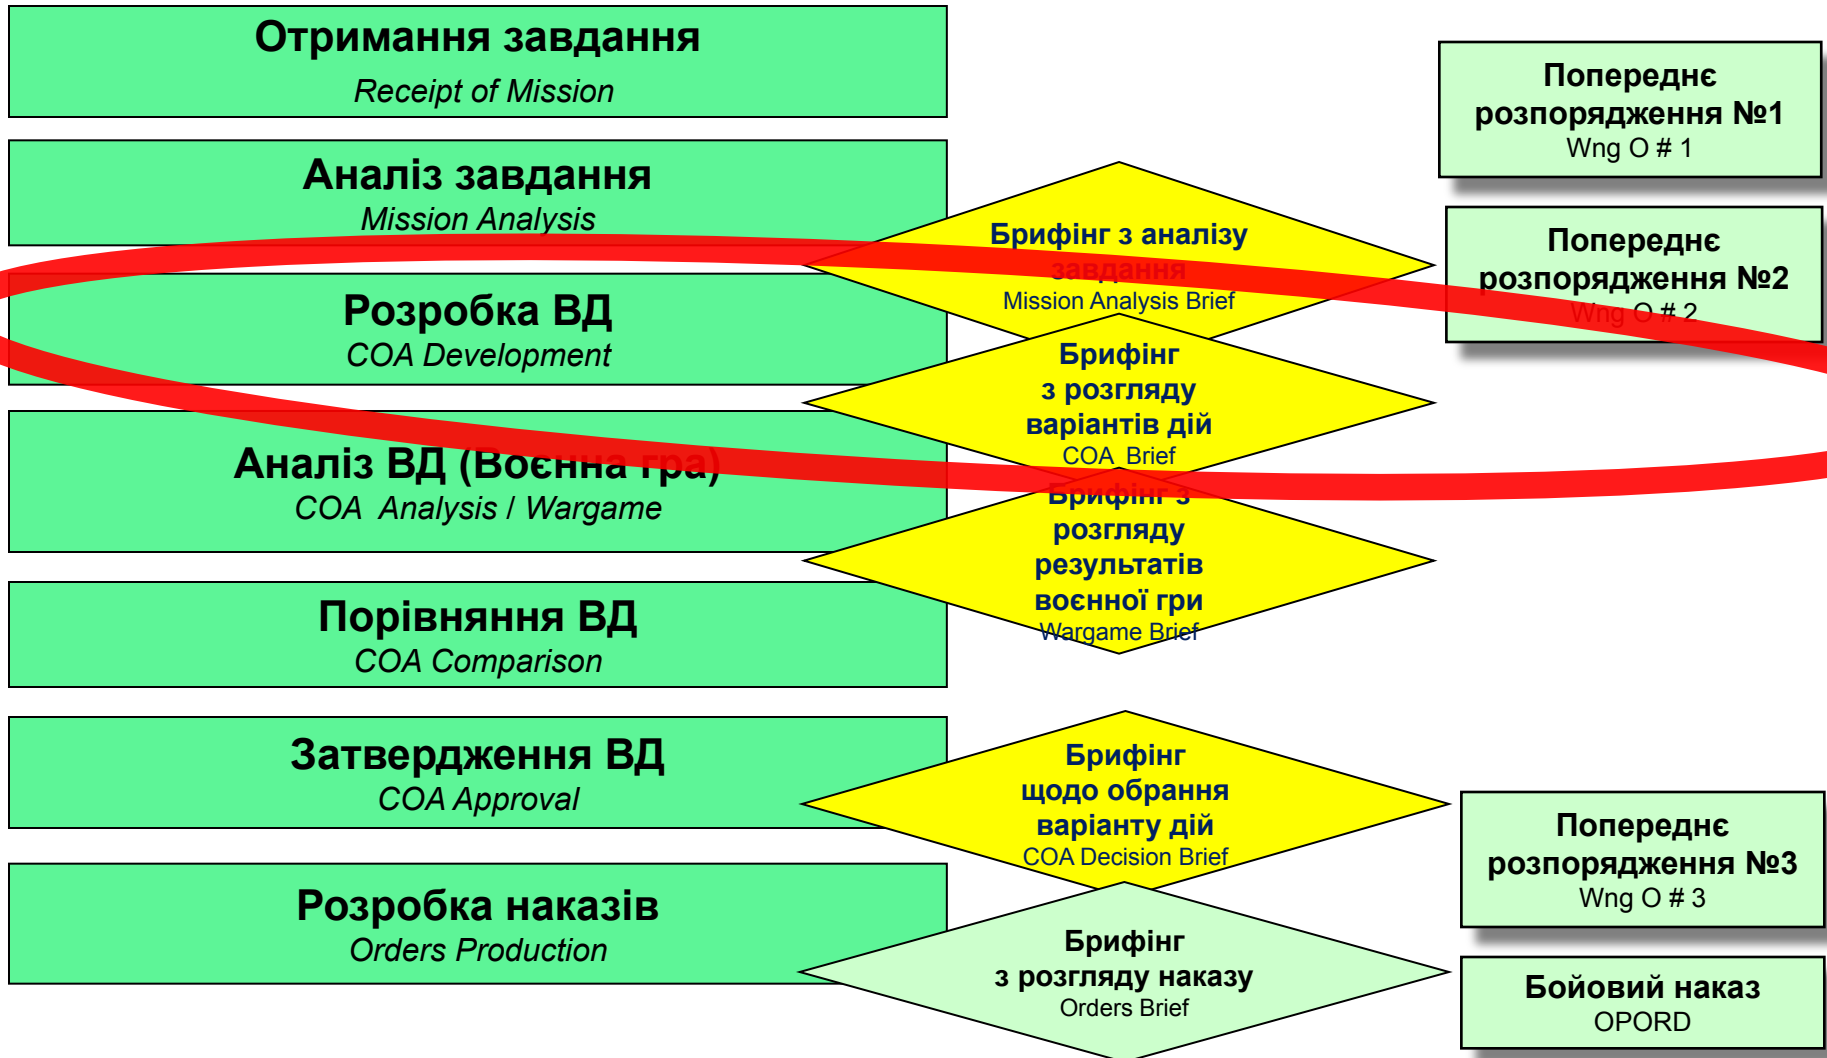 Отримання завдання
Receipt of Mission
Попереднє
розпорядження №1
Wng O # 1
Аналіз завдання
Mission Analysis
Брифінг з аналізу
завдання
Mission Analysis Brief
Попереднє
розпорядження №2
Wng O # 2
Розробка ВД
COA Development
Брифінг
з розгляду
варіантів дій
COA Brief
Аналіз ВД (Воєнна гра)
COA Analysis / Wargame
Брифінг з
розгляду
результатів
воєнної гри
Wargame Brief
Порівняння ВД
COA Comparison
Затвердження ВД
COA Approval
Брифінг
щодо обрання
варіанту дій
COA Decision Brief
Попереднє
розпорядження №3
Wng O # 3
Розробка наказів
Orders Production
Брифінг
з розгляду наказу
Orders Brief
Бойовий наказ
OPORD